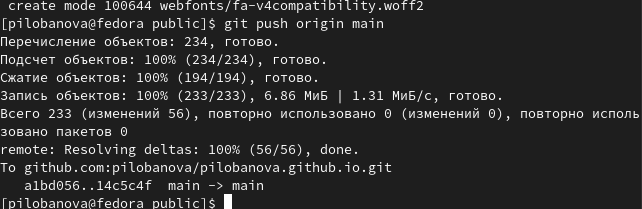 create mode 100644 webfonts/fa-v4compatibility.woff2
[pilobanova@fedora public]$ git push origin main
Перечисление объектов: 234, готово.
Подсчет объектов: 100% (234/234), готово.
Сжатие объектов: 100% (194/194), готово.
Запись объектов: 100% (233/233), 6.86 МиБ | 1.31 МиБ/с, готово.
Всего 233 (изменений 56), повторно использовано 0 (изменений 0), повторно исполь
зовано пакетов 0
remote: Resolving deltas: 100% (56/56), done.
To github.com:pilobanova/pilobanova.github.io.git
a1bd056..14c5c4f  main -> main
[pilobanova@fedora public]$